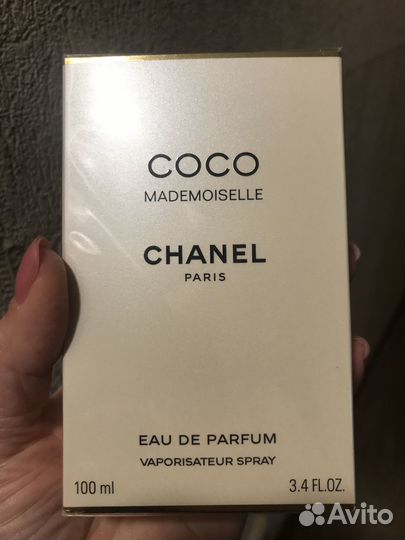 COCO
MADEMOISELLE
CHANEL
PARIS
EAU DE PARFUM
VAPORISATEUR SPRAY
100 ml 3.4 FL.OZ.
Avito